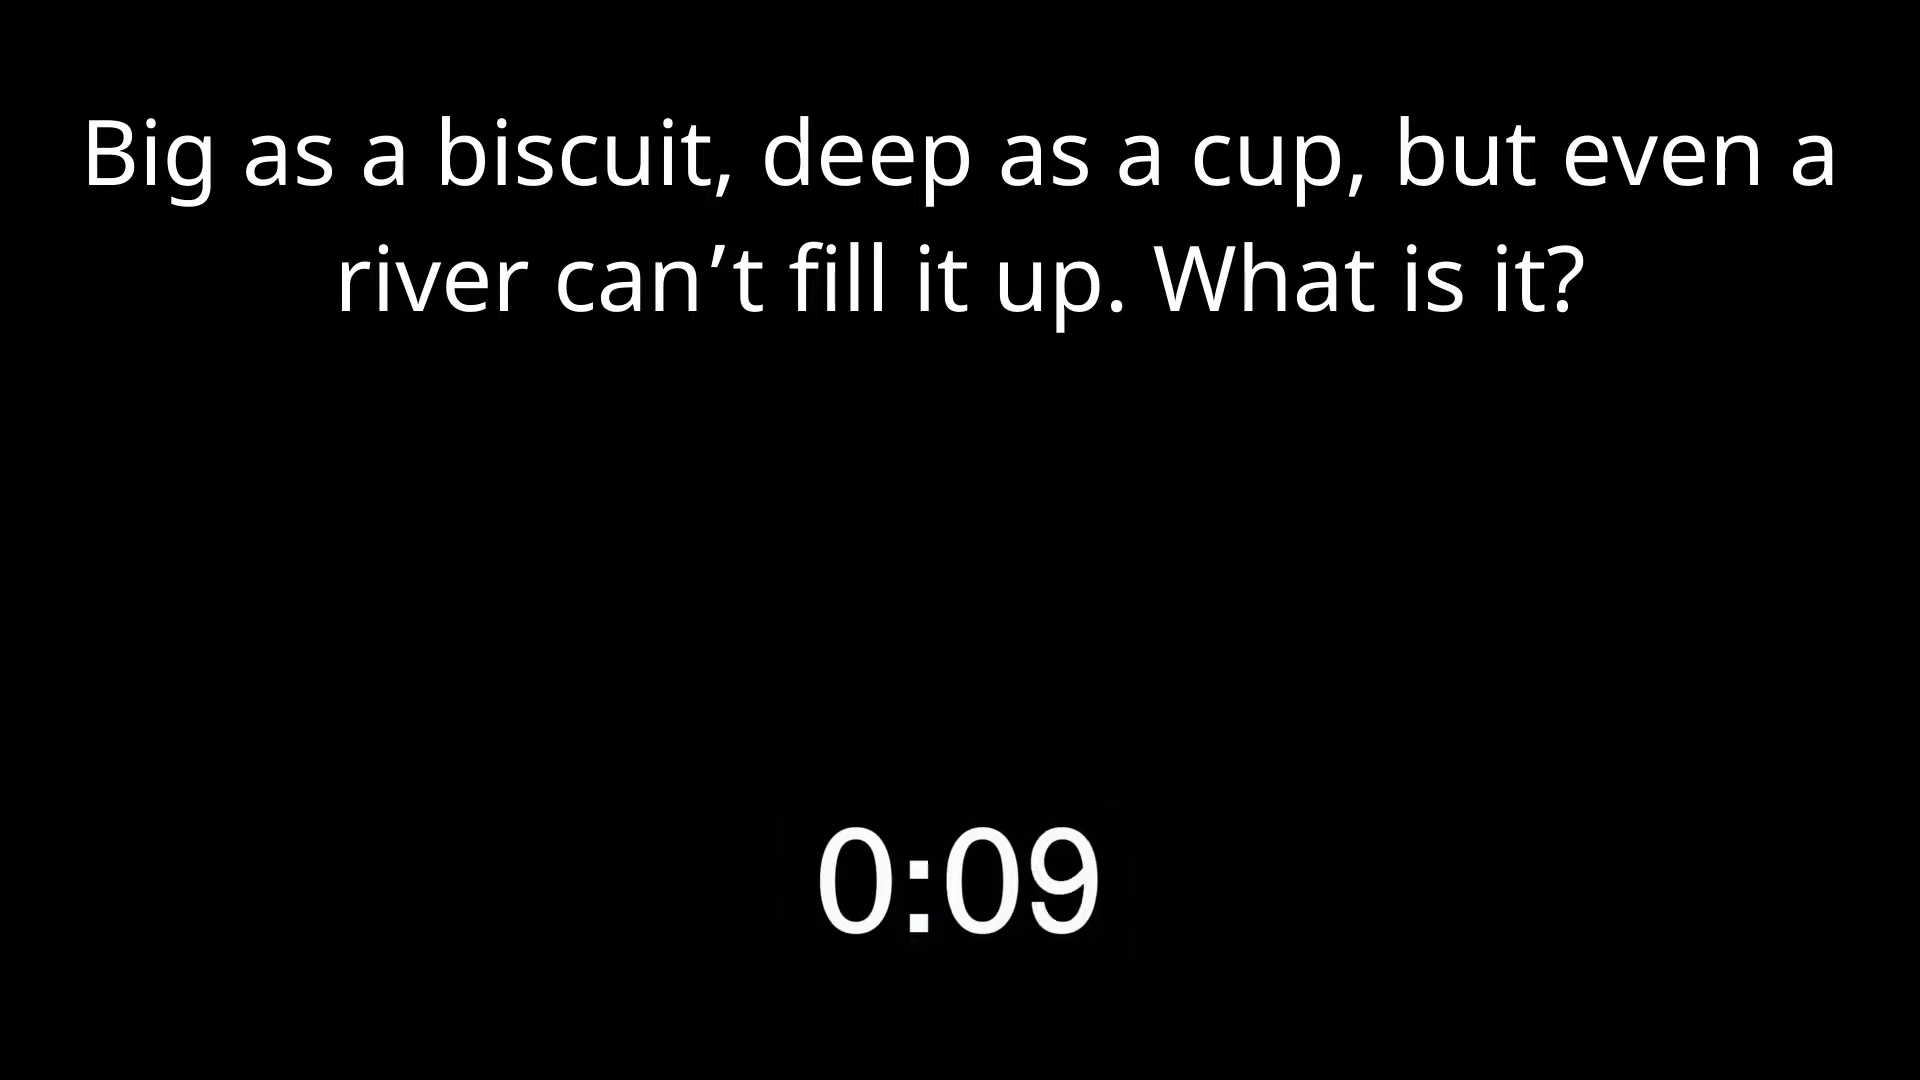 Big as a biscuit, deep as a cup, but even a
river can’t fill it up. What is it?
0:09